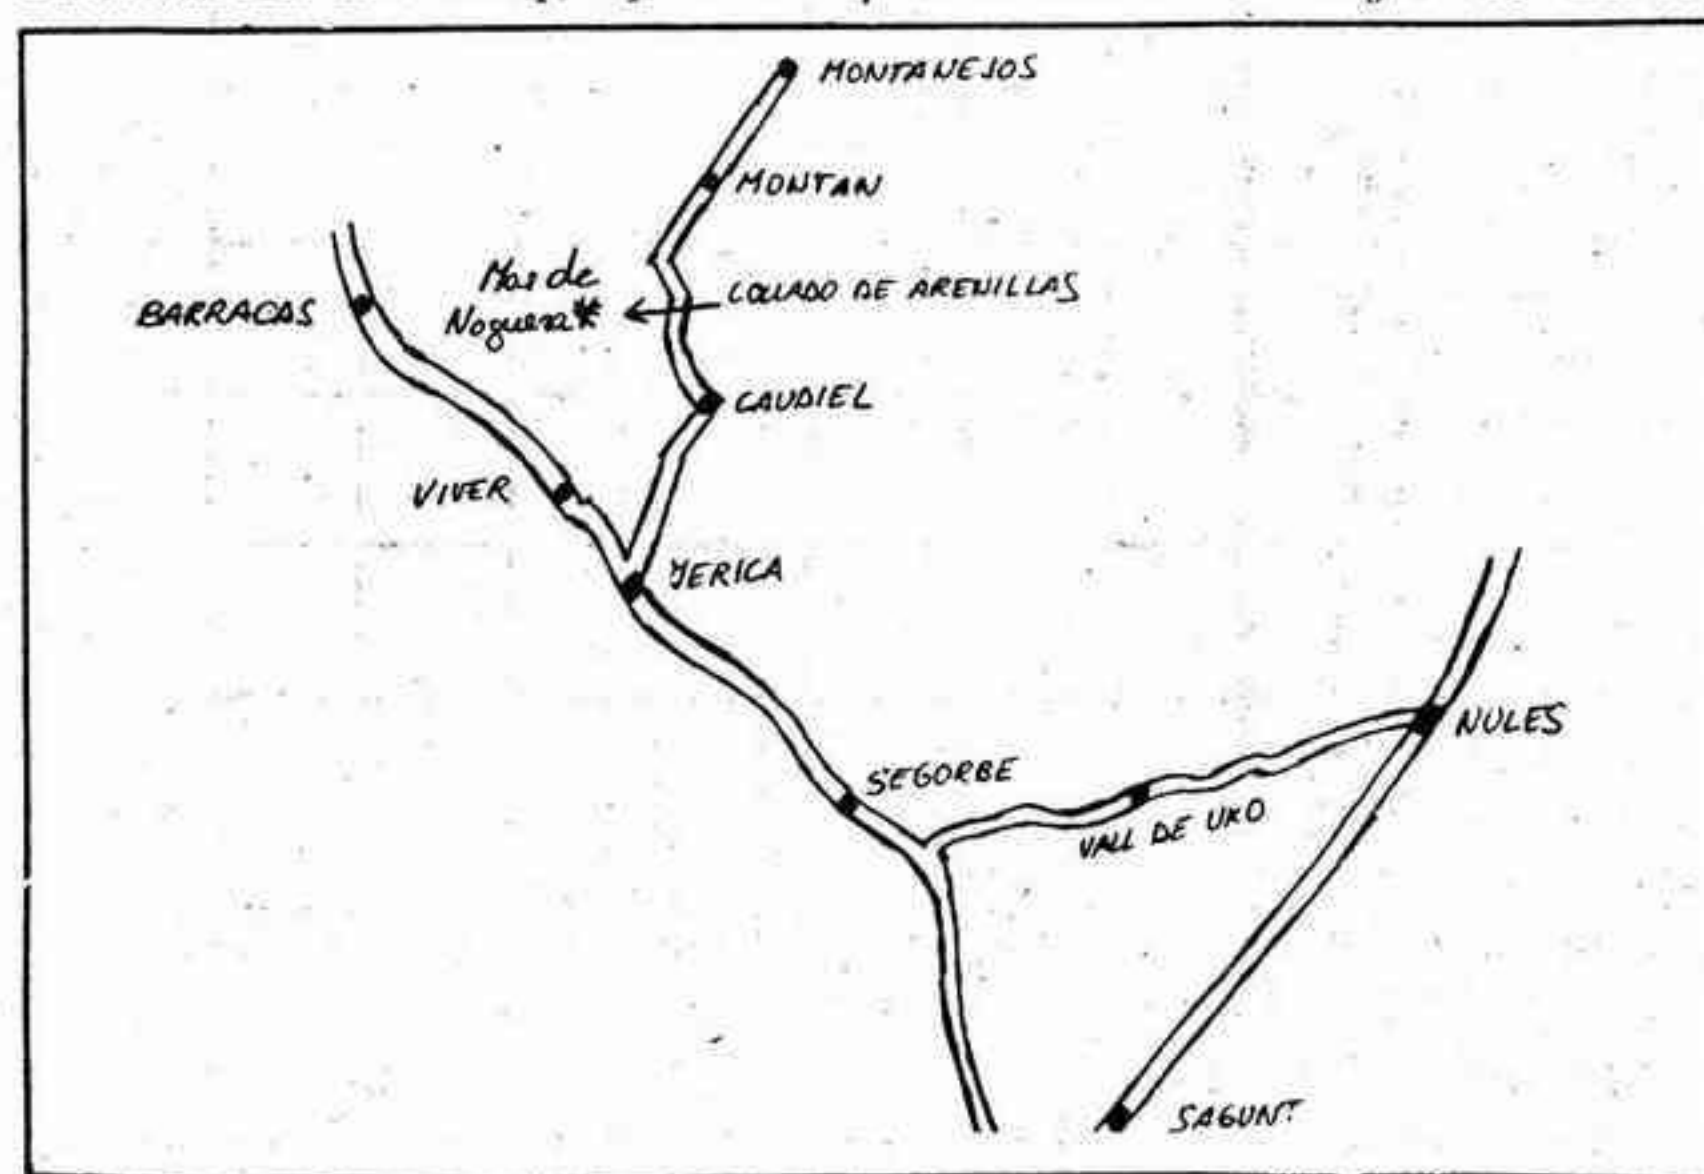 MONTANEJOS
MONTAN
Mas de
Noguera*
COLLADO DE ARENILLAS
BARRACAS
CAUDIEL
VIVER
JERICA
NULES
SEGORBE
VALL DE UXO
SAGUNT